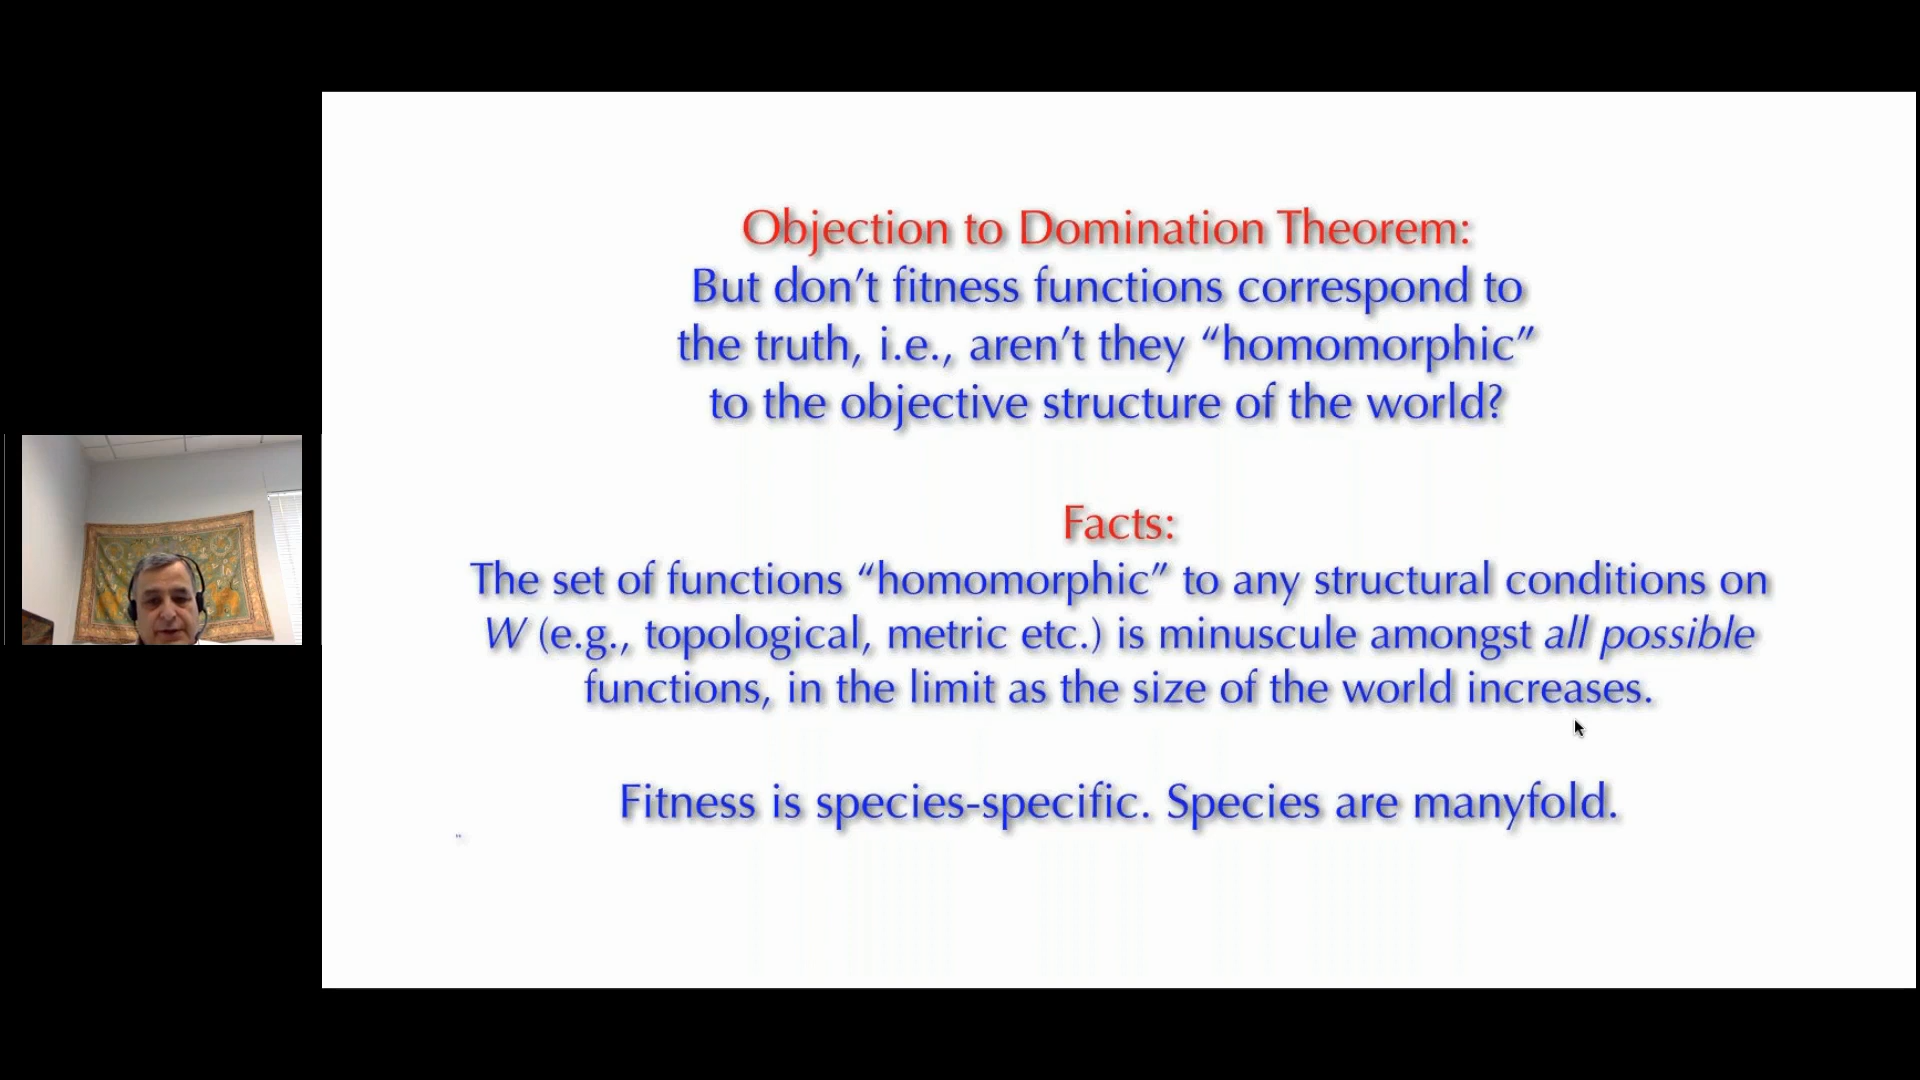 Objection to Domination Theorem:
But don’t fitness functions correspond to
the truth, i.e., aren’t they “homomorphic”
to the objective structure of the world?
Facts:
The set of functions “homomorphic” to any structural conditions on
W (e.g., topological, metric etc.) is minuscule amongst all possible
functions, in the limit as the size of the world increases.
Fitness is species-specific. Species are manyfold.
”